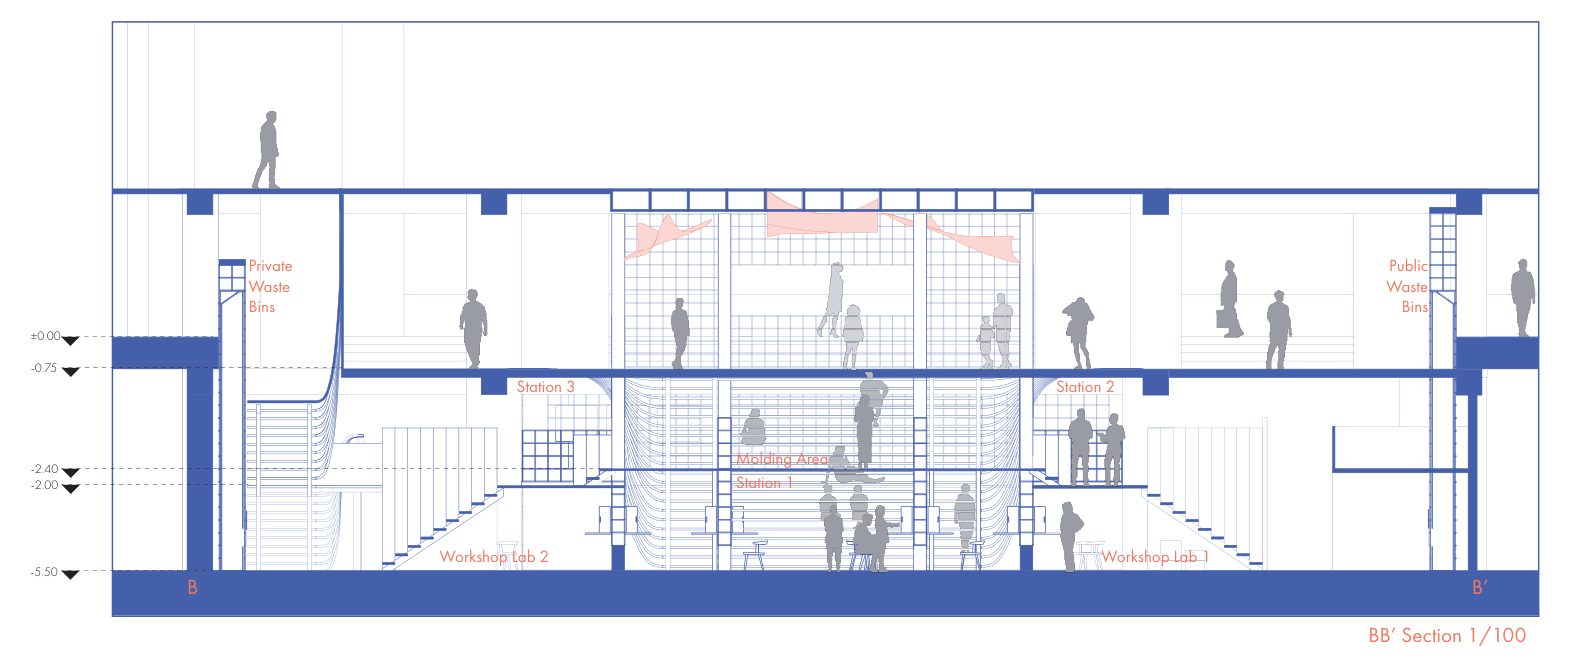 Private
Waste
Bins
Public
Waste
Bins
±0.00
-0.75
Station 3
Station 2
Molding Area
-2.40
Station 1
-2.00
Workshop Lab 2
Workshop Lab 1
-5.50
B
B’
BB’ Section 1/100